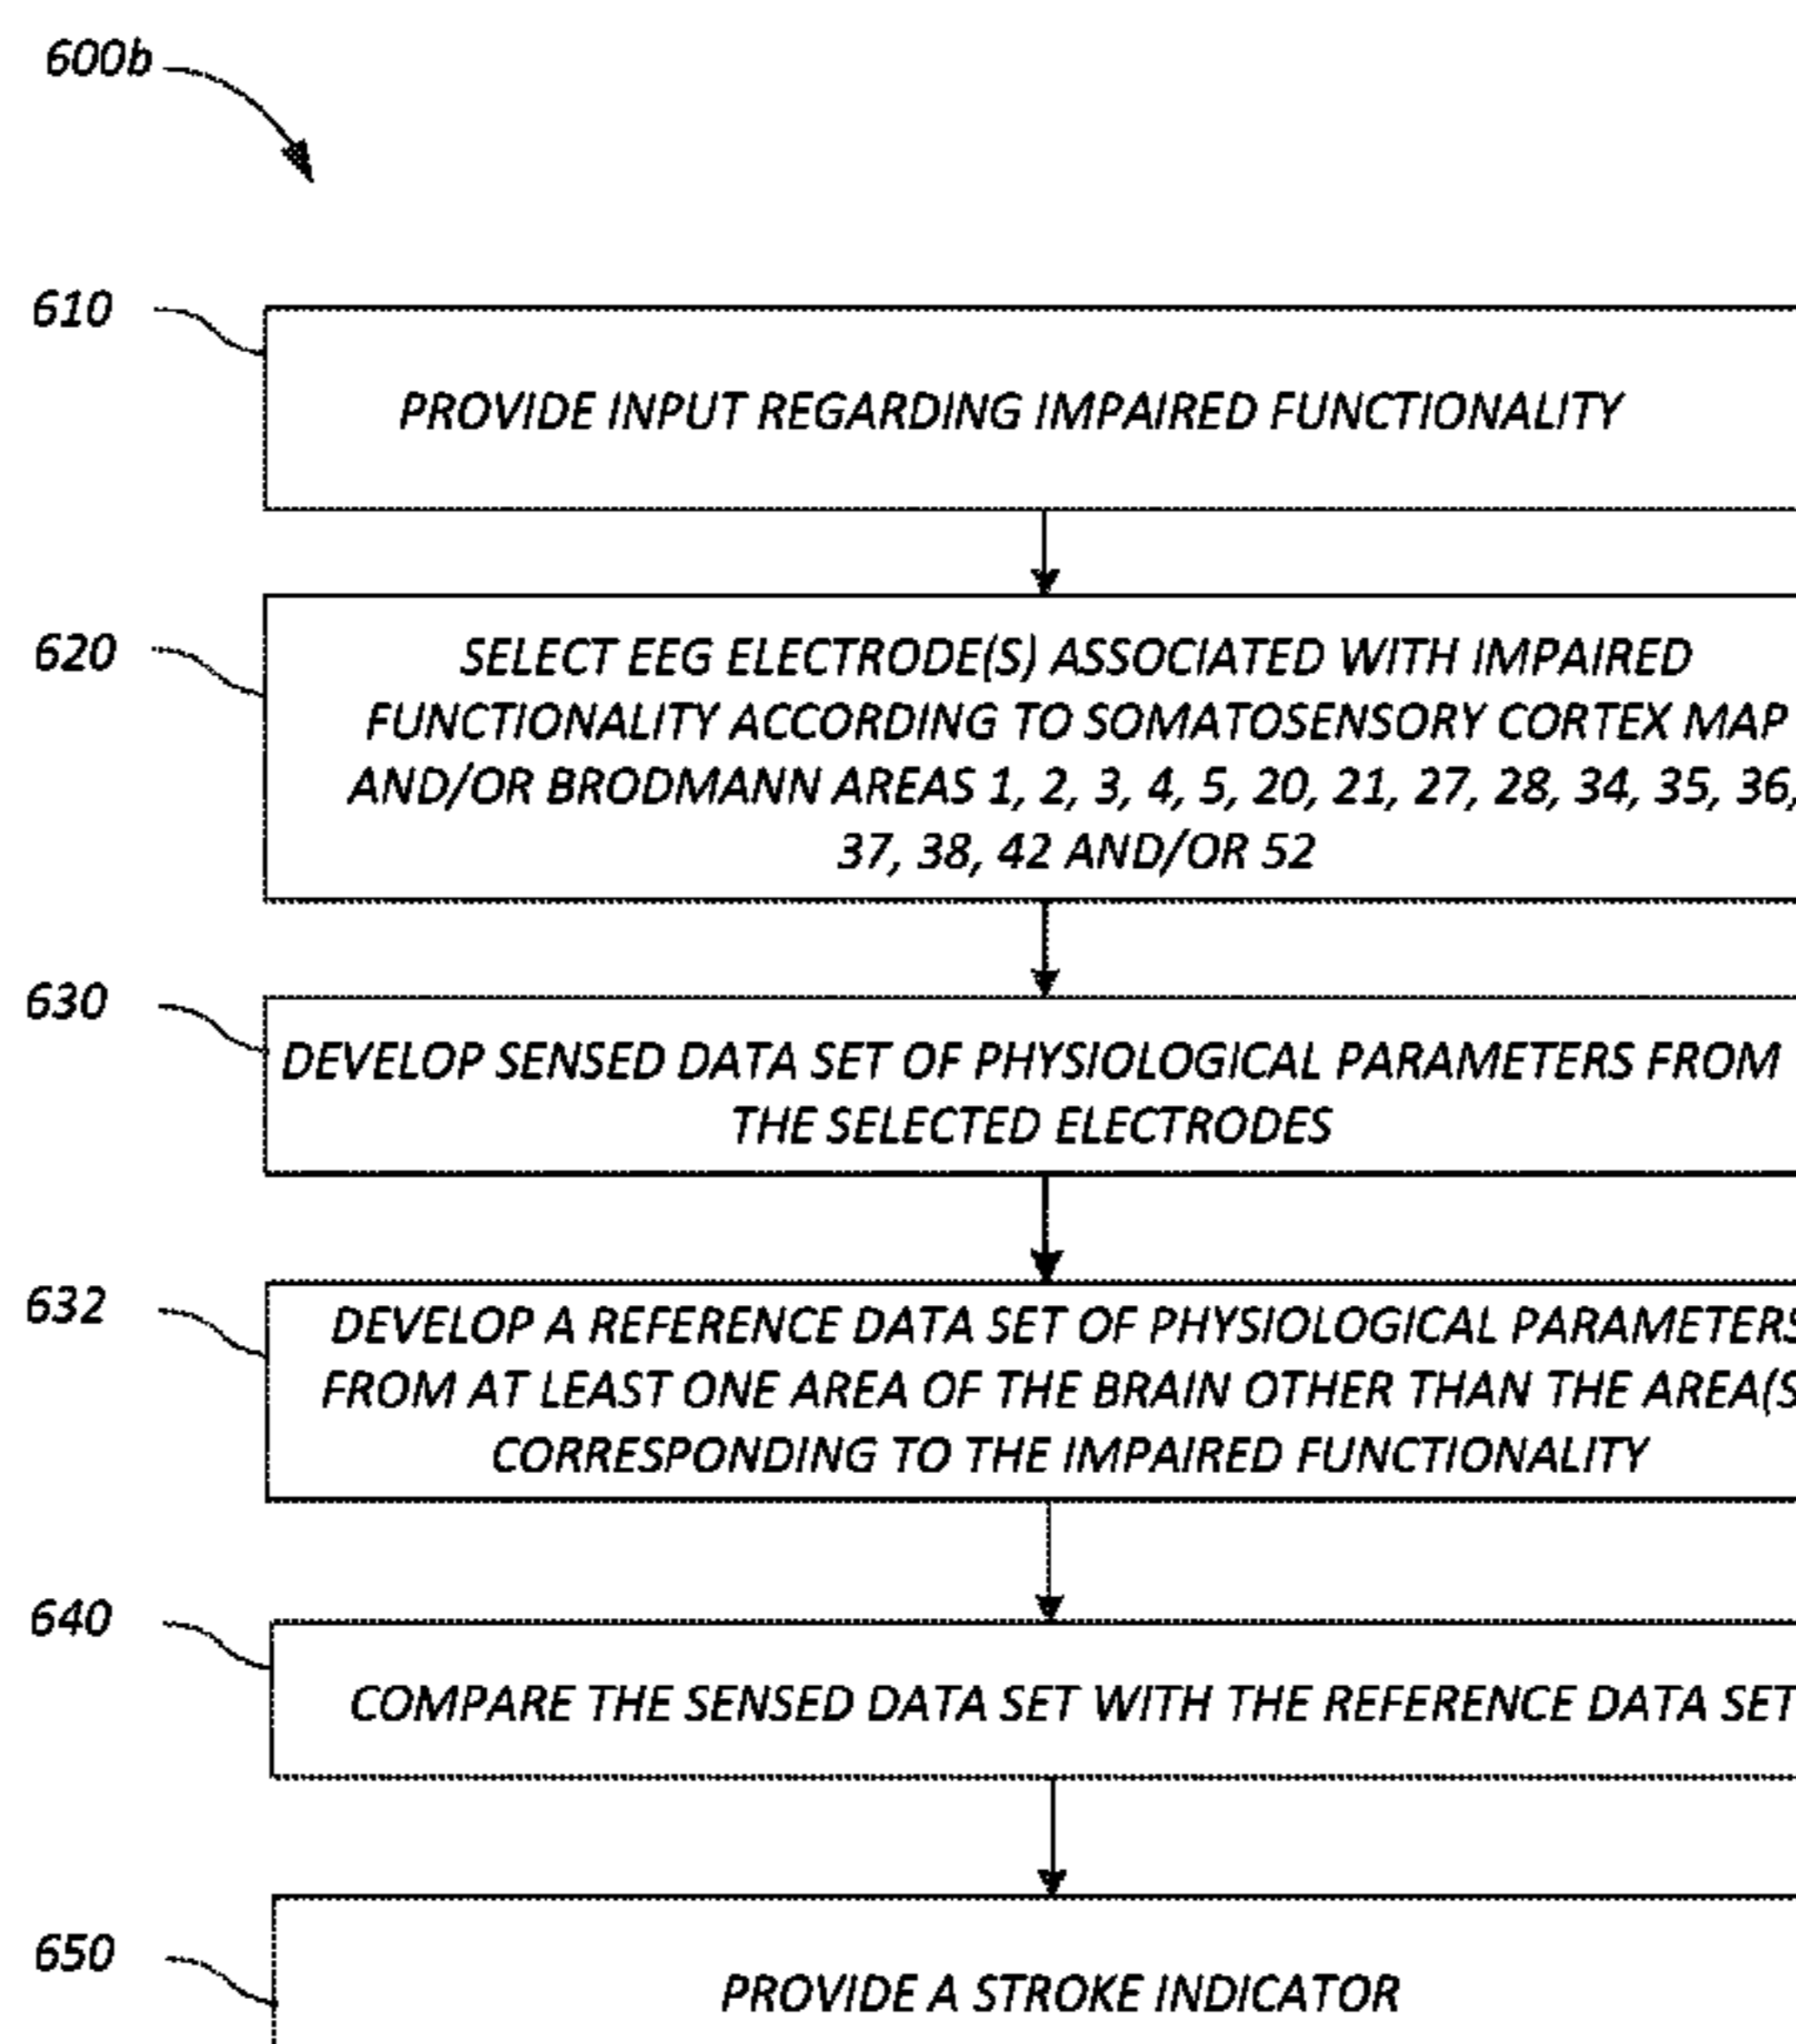 600b
610
PROVIDE INPUT REGARDING IMPAIRED FUNCTIONALITY
620
SELECT EEG ELECTRODE(S) ASSOCIATED WITH IMPAIRED
FUNCTIONALITY ACCORDING TO SOMATOSENSORY CORTEX MAP
AND/OR BRODMANN AREAS 1, 2, 3, 4, 5, 20, 21, 27, 28, 34, 35, 36,
37, 38, 42 AND/OR 52
630
DEVELOP SENSED DATA SET OF PHYSIOLOGICAL PARAMETERS FROM
THE SELECTED ELECTRODES
632
DEVELOP A REFERENCE DATA SET OF PHYSIOLOGICAL PARAMETERS
FROM AT LEAST ONE AREA OF THE BRAIN OTHER THAN THE AREA(S
CORRESPONDING TO THE IMPAIRED FUNCTIONALITY
640
COMPARE THE SENSED DATA SET WITH THE REFERENCE DATA SET
650
PROVIDE A STROKE INDICATOR